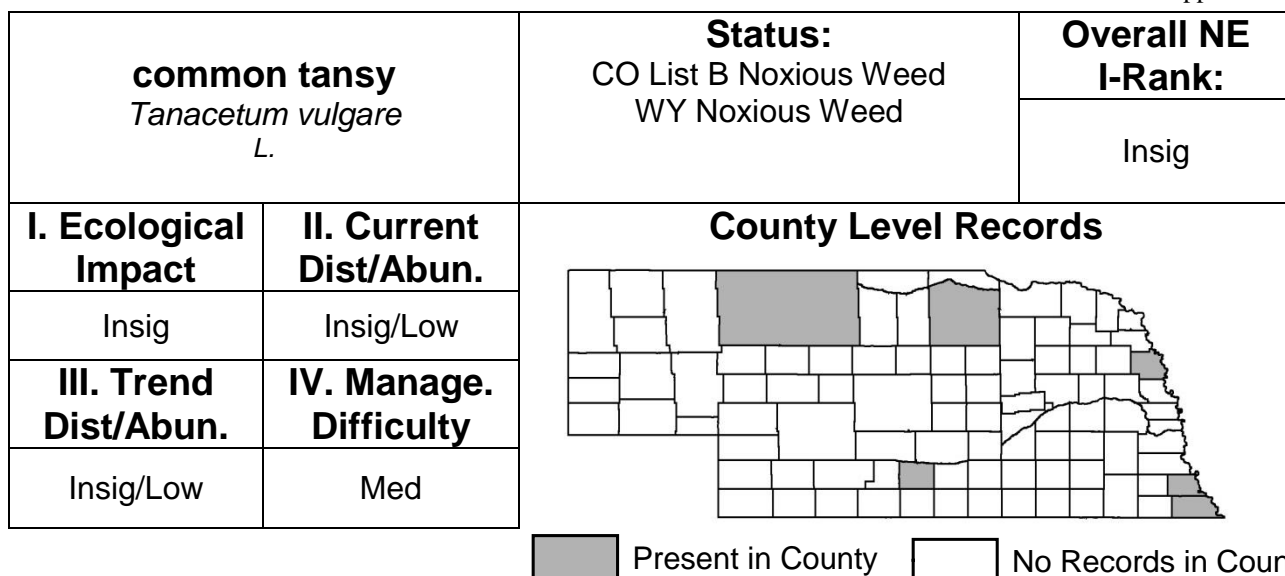 common tansy
Tanacetum vulgare
L.
Status:
CO List B Noxious Weed
WY Noxious Weed
Overall NE
I-Rank:
Insig
I. Ecological
Impact
II. Current
Dist/Abun.
Insig
Insig/Low
III. Trend
Dist/Abun.
IV. Manage.
Difficulty
Insig/Low
Med
County Level Records
Present in County
No Records in Coun